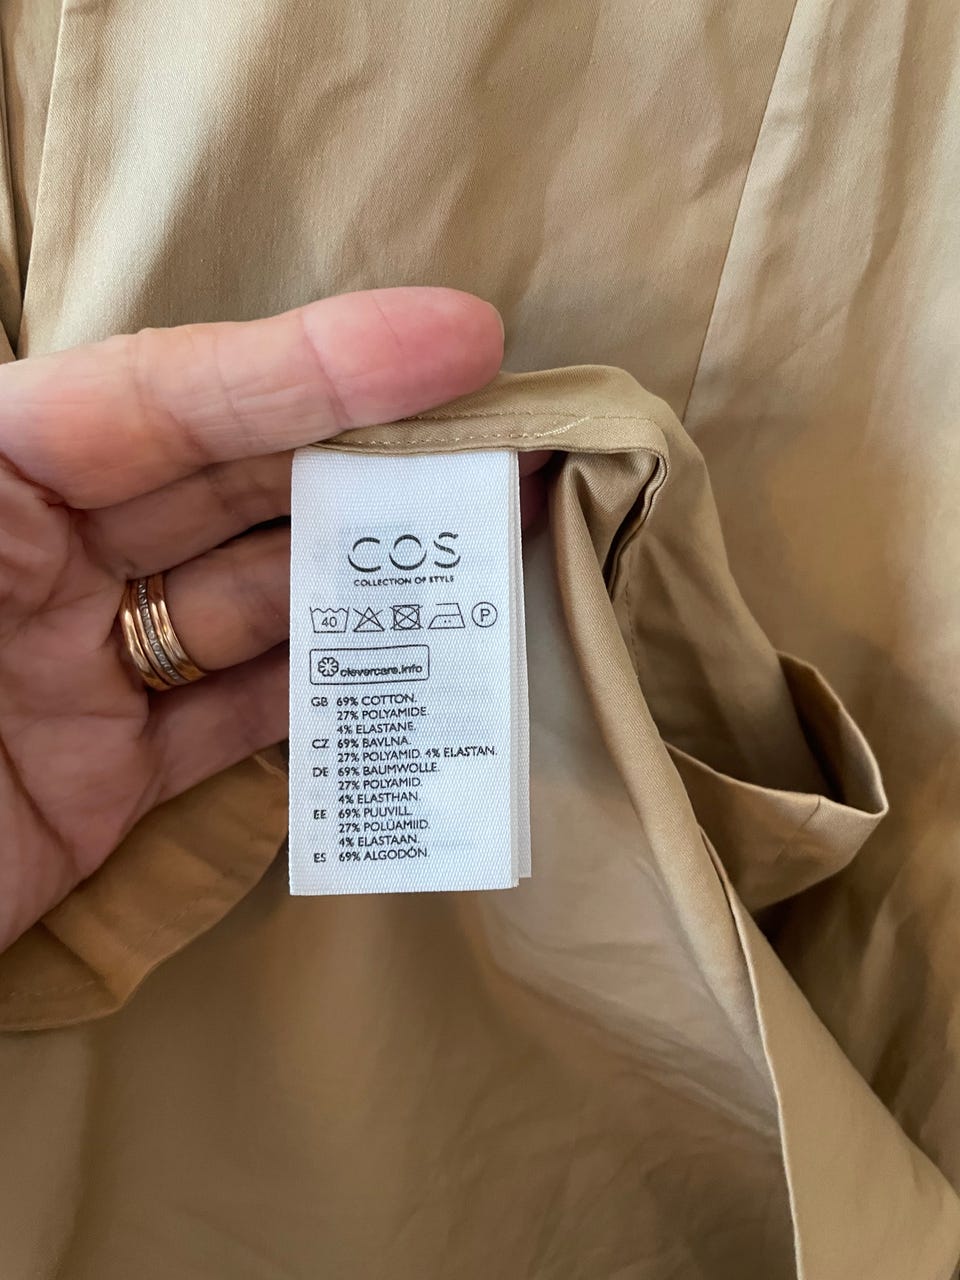 COS
COLLECTION OF STYLE
40 P
clevercare.info
GB 69% COTTON.
27% POLYAMIDE.
4% ELASTANE.
CZ 69% BAVLNA.
27% POLYAMID. 4% ELASTAN.
DE 69% BAUMWOLLE.
27% POLYAMID.
4% ELASTHAN.
EE 69% PUUVILL.
27% POLÜAMIID.
4% ELASTAAN.
ES 69% ALGODÓN.